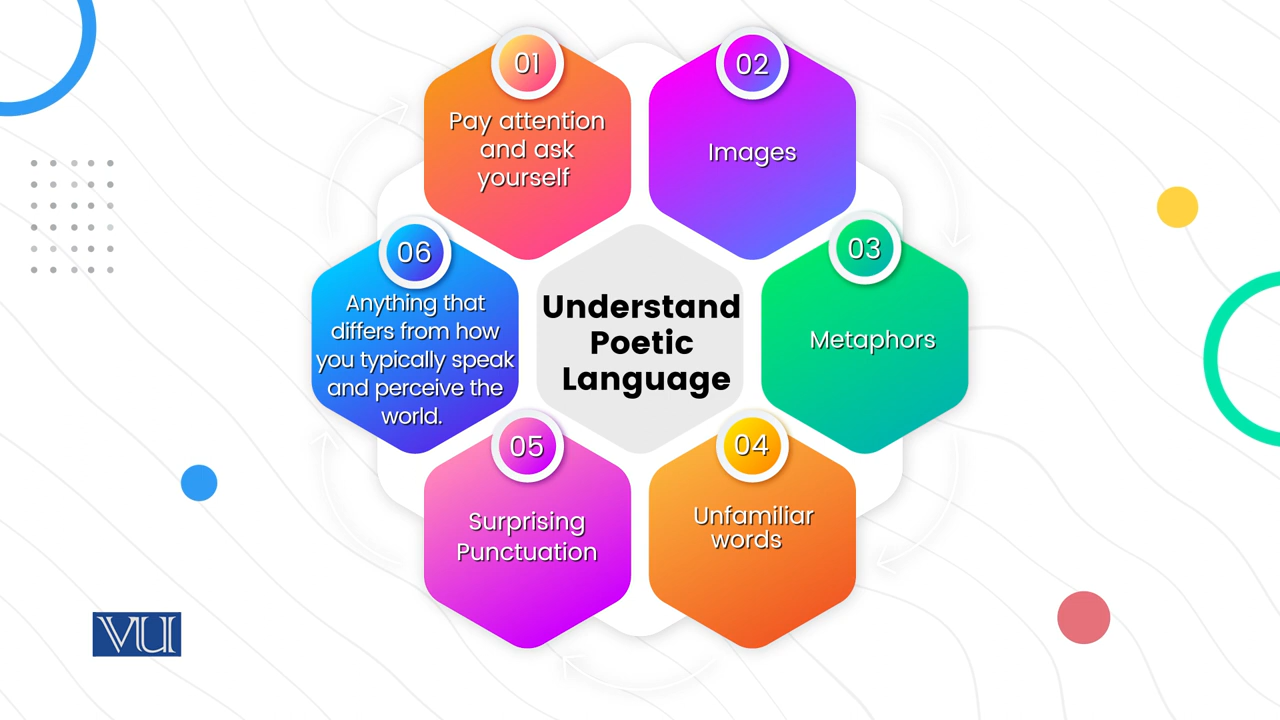 01
Pay attention
and ask
yourself
02
Images
03
Metaphors
04
Unfamiliar
words
05
Surprising
Punctuation
06
Anything that
differs from how
you typically speak
and perceive the
world.
Understand
Poetic
Language
VU